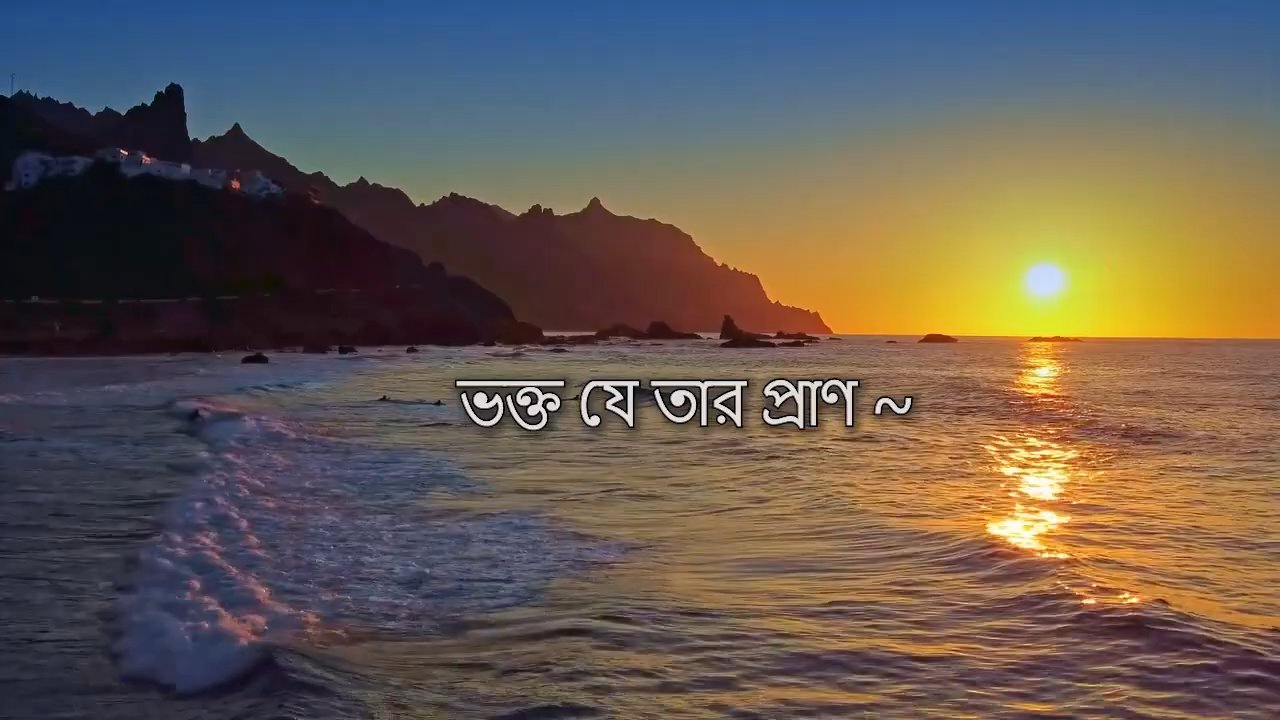 ভক্ত যে তার প্রাণ ~